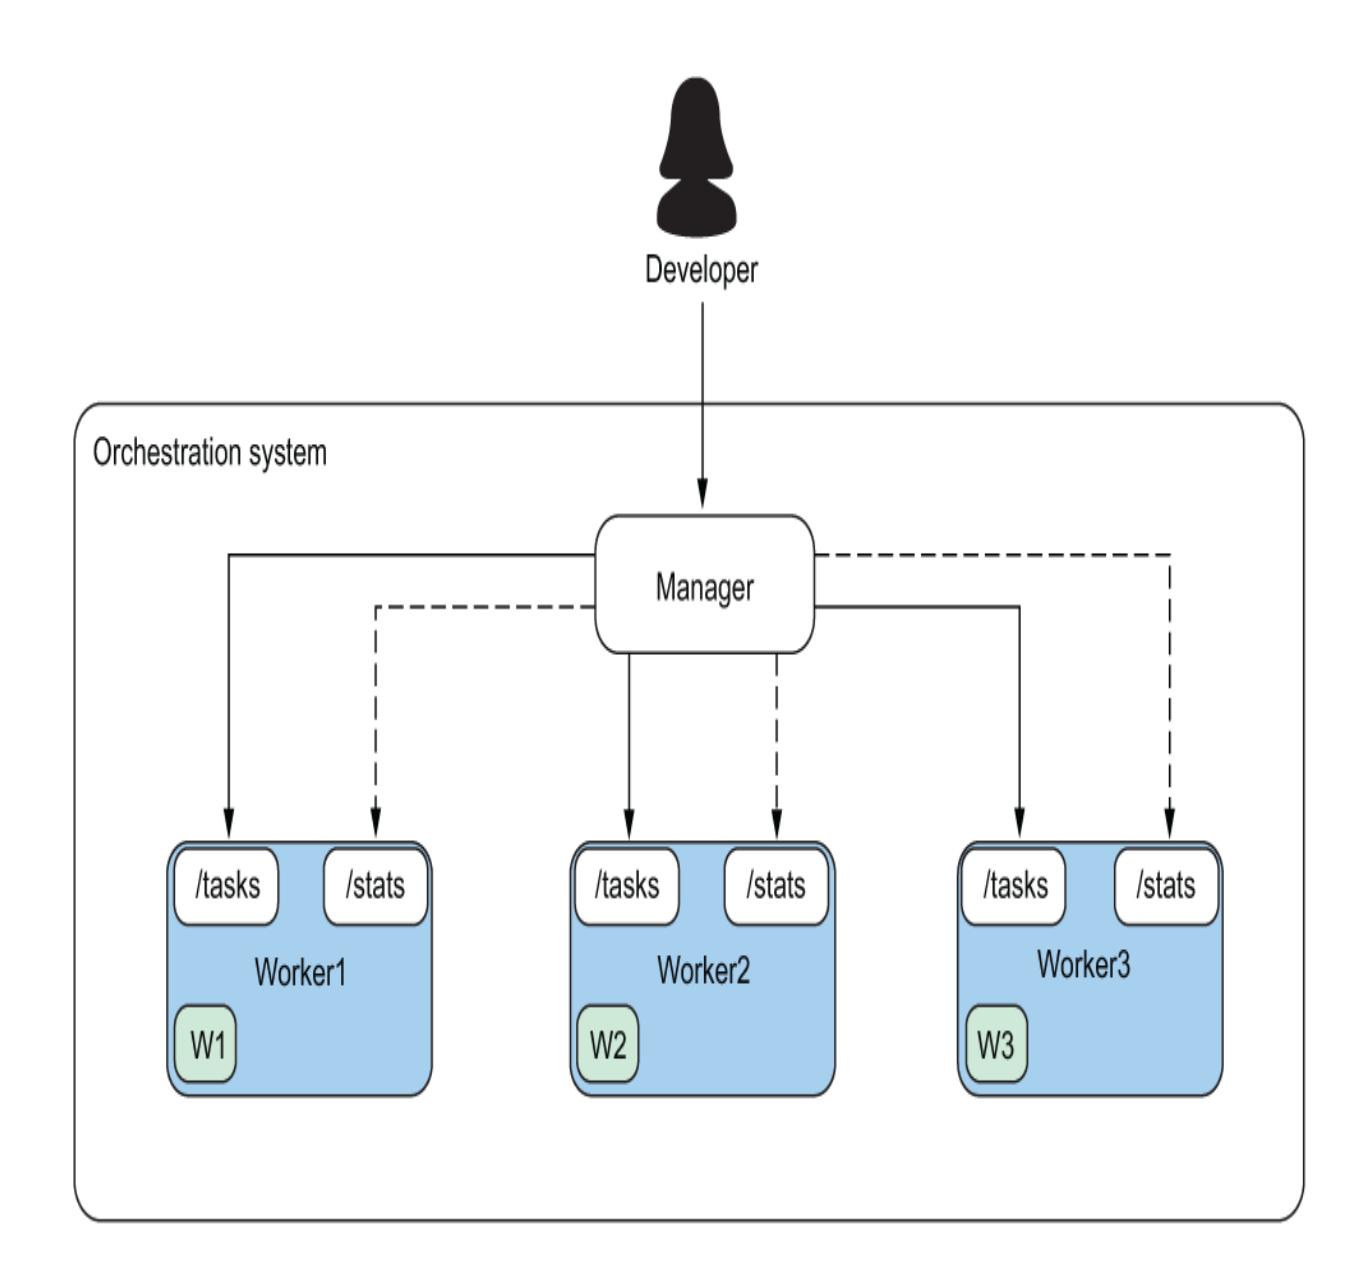 Developer
Orchestration system
Manager
/tasks
/stats
/tasks
/stats
/tasks
/stats
Worker1
Worker2
Worker3
W1
W2
W3